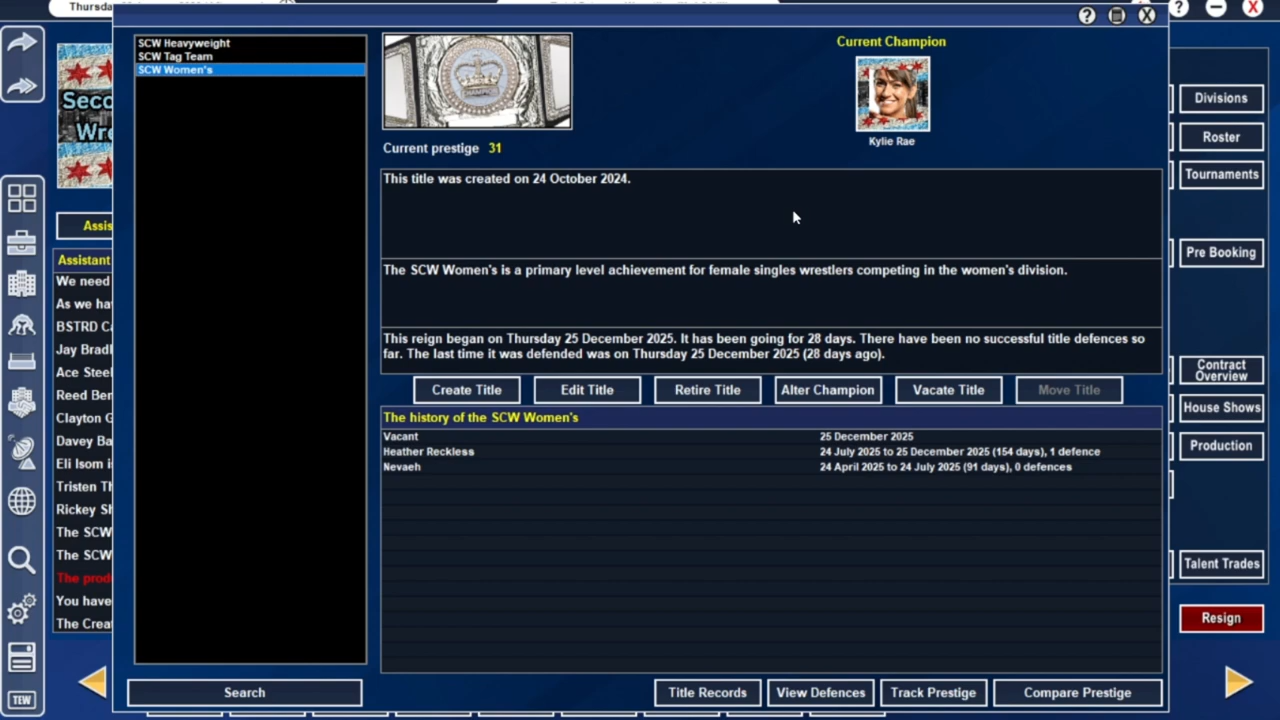 Thursda
SCW Heavyweight
SCW Tag Team
SCW Women's
Current Champion
Kylie Rae
CHAMPION
Current prestige 31
This title was created on 24 October 2024.
The SCW Women's is a primary level achievement for female singles wrestlers competing in the women's division.
This reign began on Thursday 25 December 2025. It has been going for 28 days. There have been no successful title defences so
far. The last time it was defended was on Thursday 25 December 2025 (28 days ago).
Create Title
Edit Title
Retire Title
Alter Champion
Vacate Title
Move Title
The history of the SCW Women's
Vacant 25 December 2025
Heather Reckless 24 July 2025 to 25 December 2025 (154 days), 1 defence
Nevaeh 24 April 2025 to 24 July 2025 (91 days), 0 defences
Search
Title Records
View Defences
Track Prestige
Compare Prestige
Seco
Wre
Assis
Assistant
We need
As we ha
BSTRD C
Jay Bradl
Ace Steel
Reed Ben
Clayton G
Davey Ba
Eli Isom i
Tristen Th
Rickey Sh
The SCW
The SCW
The prod
You have
The Crea
TEW
Divisions
Roster
Tournaments
Pre Booking
Contract
Overview
House Shows
Production
Talent Trades
Resign